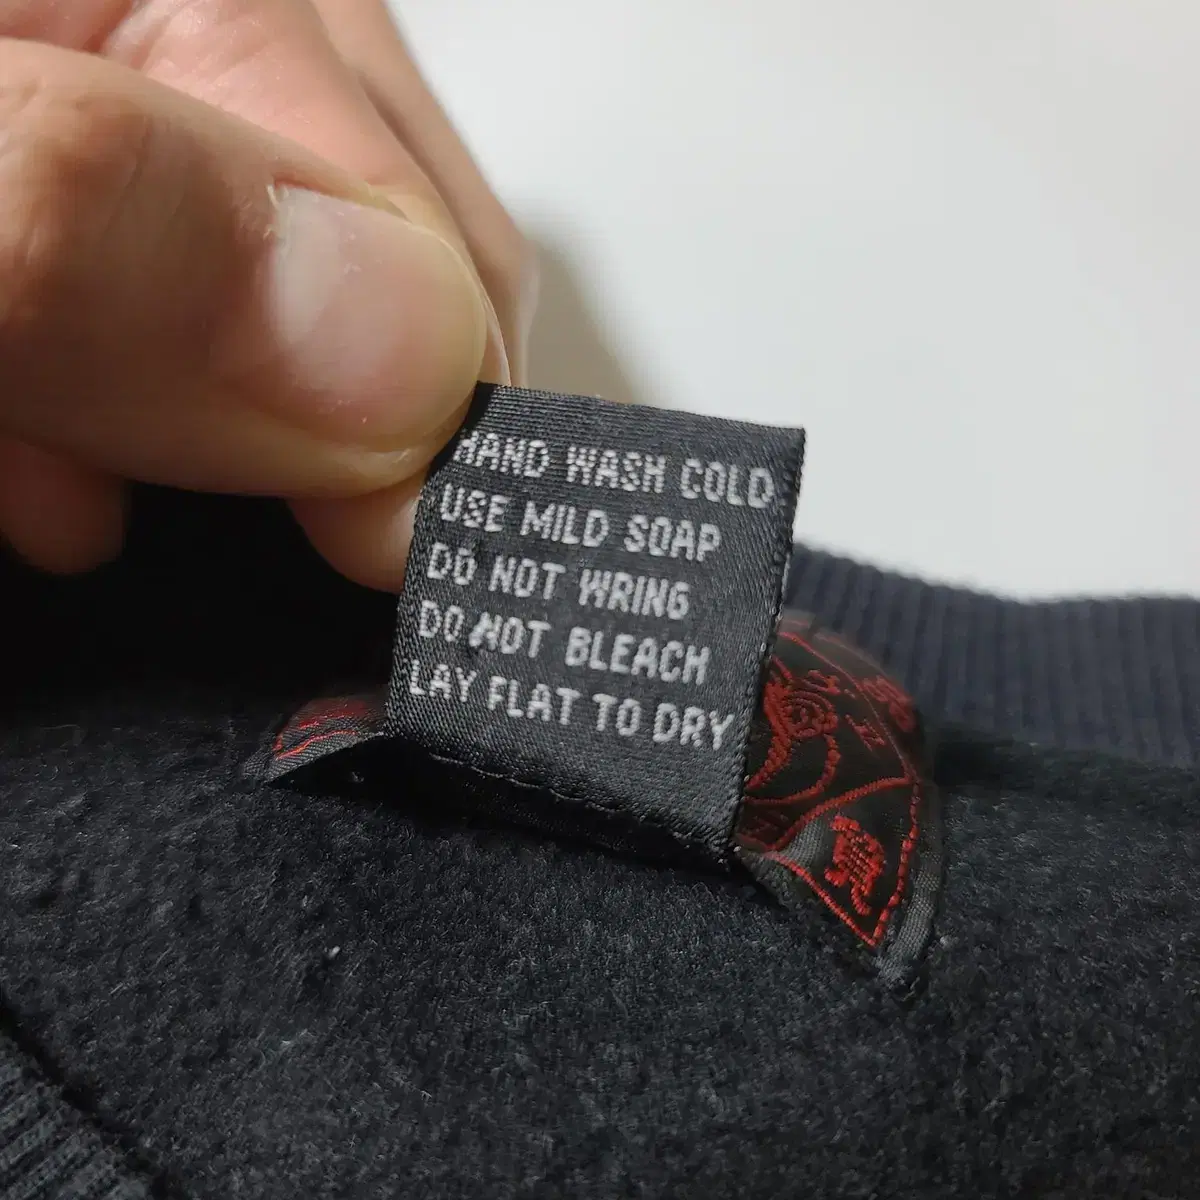 HAND WASH COLD
USE MILD SOAP
DO NOT WRING
DO NOT BLEACH
LAY FLAT TO DRY